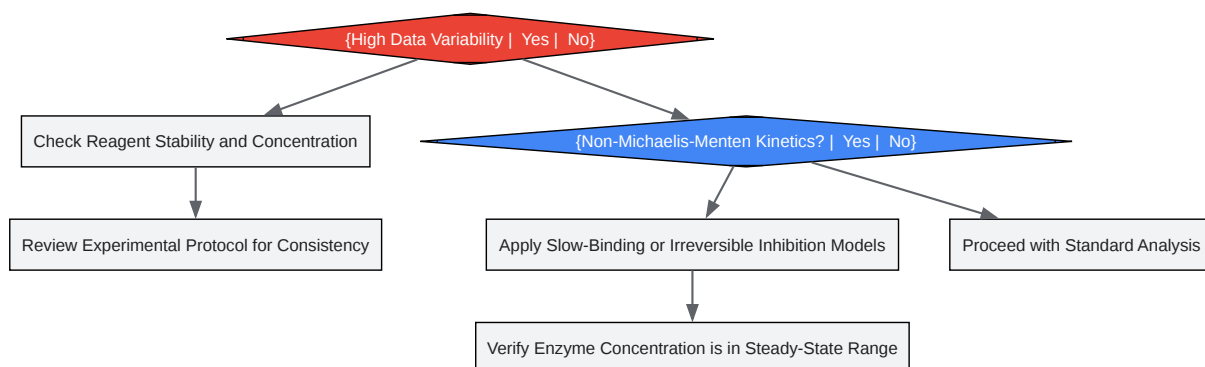 {High Data Variability | Yes | No}
Check Reagent Stability and Concentration
{Non-Michaelis-Menten Kinetics? | Yes | No}
Review Experimental Protocol for Consistency
Apply Slow-Binding or Irreversible Inhibition Models
Proceed with Standard Analysis
Verify Enzyme Concentration is in Steady-State Range